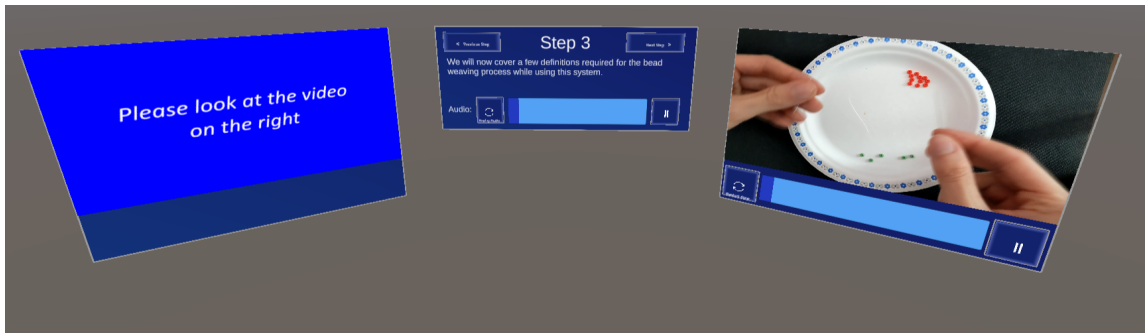 Please look at the video
on the right
< Previous Step
Step 3
Next Step >
We will now cover a few definitions required for the bead
weaving process while using this system.
Audio: